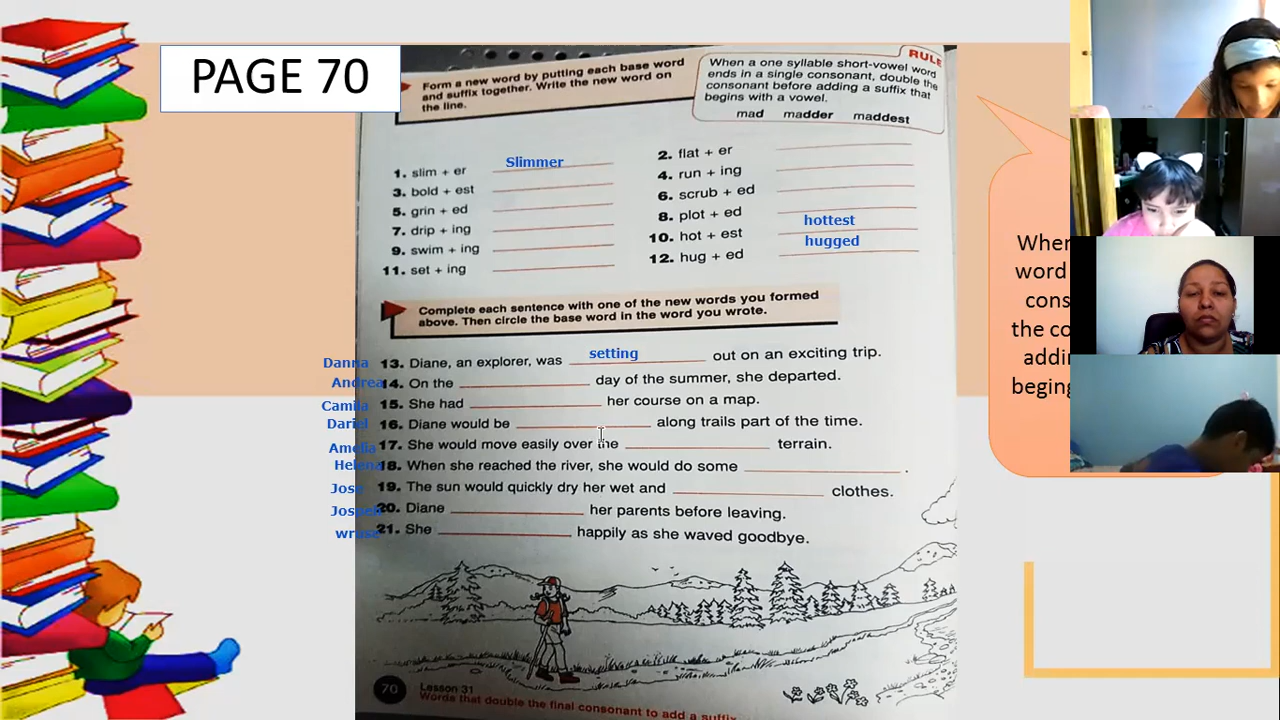 PAGE 70
Form a new word by putting each base word
and suffix together. Write the new word on
the line.
RULE
When a one syllable short-vowel word
ends in a single consonant, double the
consonant before adding a suffix that
begins with a vowel.
mad madder maddest
1. slim + er Slimmer
2. flat + er
3. bold + est
4. run + ing
5. grin + ed
6. scrub + ed
7. drip + ing
8. plot + ed
9. swim + ing
10. hot + est hottest
11. set + ing
12. hug + ed hugged
Complete each sentence with one of the new words you formed
above. Then circle the base word in the word you wrote.
Danna 13. Diane, an explorer, was setting out on an exciting trip.
Andrea 14. On the day of the summer, she departed.
Camila 15. She had her course on a map.
Dariel 16. Diane would be along trails part of the time.
Amelia 17. She would move easily over the terrain.
Helena 18. When she reached the river, she would do some .
Jose 19. The sun would quickly dry her wet and clothes.
20. Diane her parents before leaving.
21. She happily as she waved goodbye.
70
Lesson 31
Words that double the final consonant to add a suffix
When
word
cons
the co
addin
beging